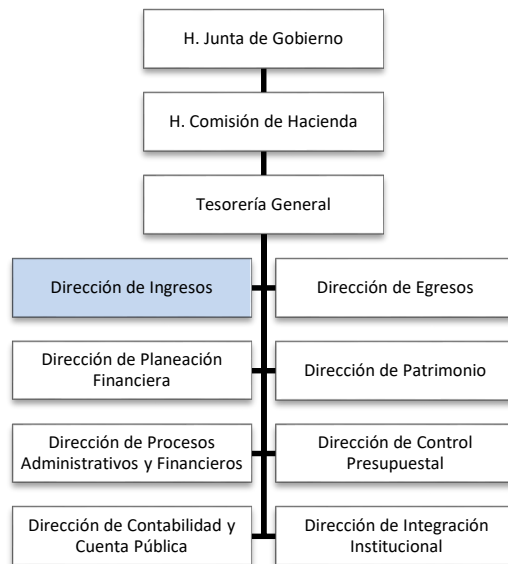 H. Junta de Gobierno
H. Comisión de Hacienda
Tesorería General
Dirección de Ingresos
Dirección de Egresos
Dirección de Planeación
Financiera
Dirección de Patrimonio
Dirección de Procesos
Administrativos y Financieros
Dirección de Control
Presupuestal
Dirección de Contabilidad y
Cuenta Pública
Dirección de Integración
Institucional